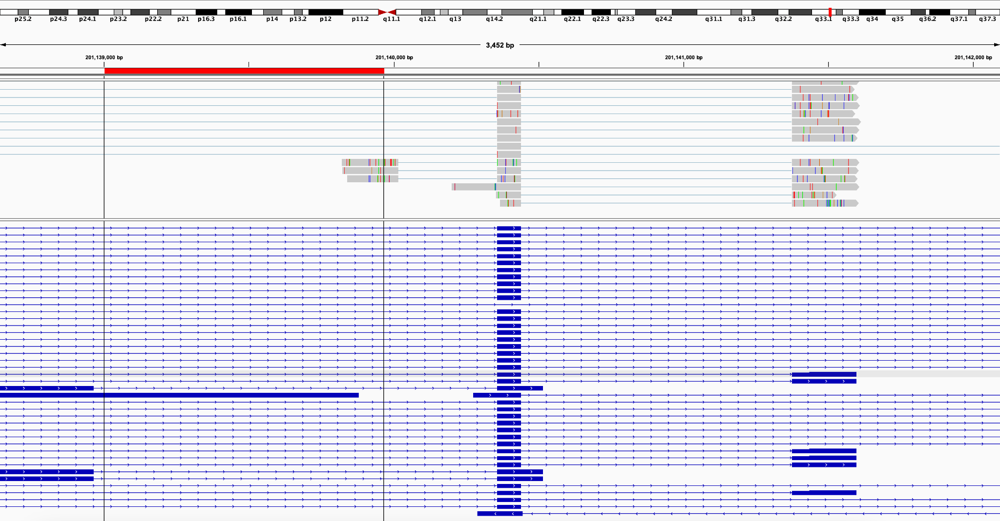 p25.2 p24.3 p24.1 p23.2 p22.2 p21 p16.3 p16.1 p14 p13.2 p12 p11.2 q11.1 q12.1 q13 q14.2 q21.1 q22.1 q22.3 q23.3 q24.2 q31.1 q31.3 q32.2 q33.1 q33.3 q34 q35 q36.2 q37.1 q37.3
3,452 bp
201,139,000 bp 201,140,000 bp 201,141,000 bp 201,142,000 bp